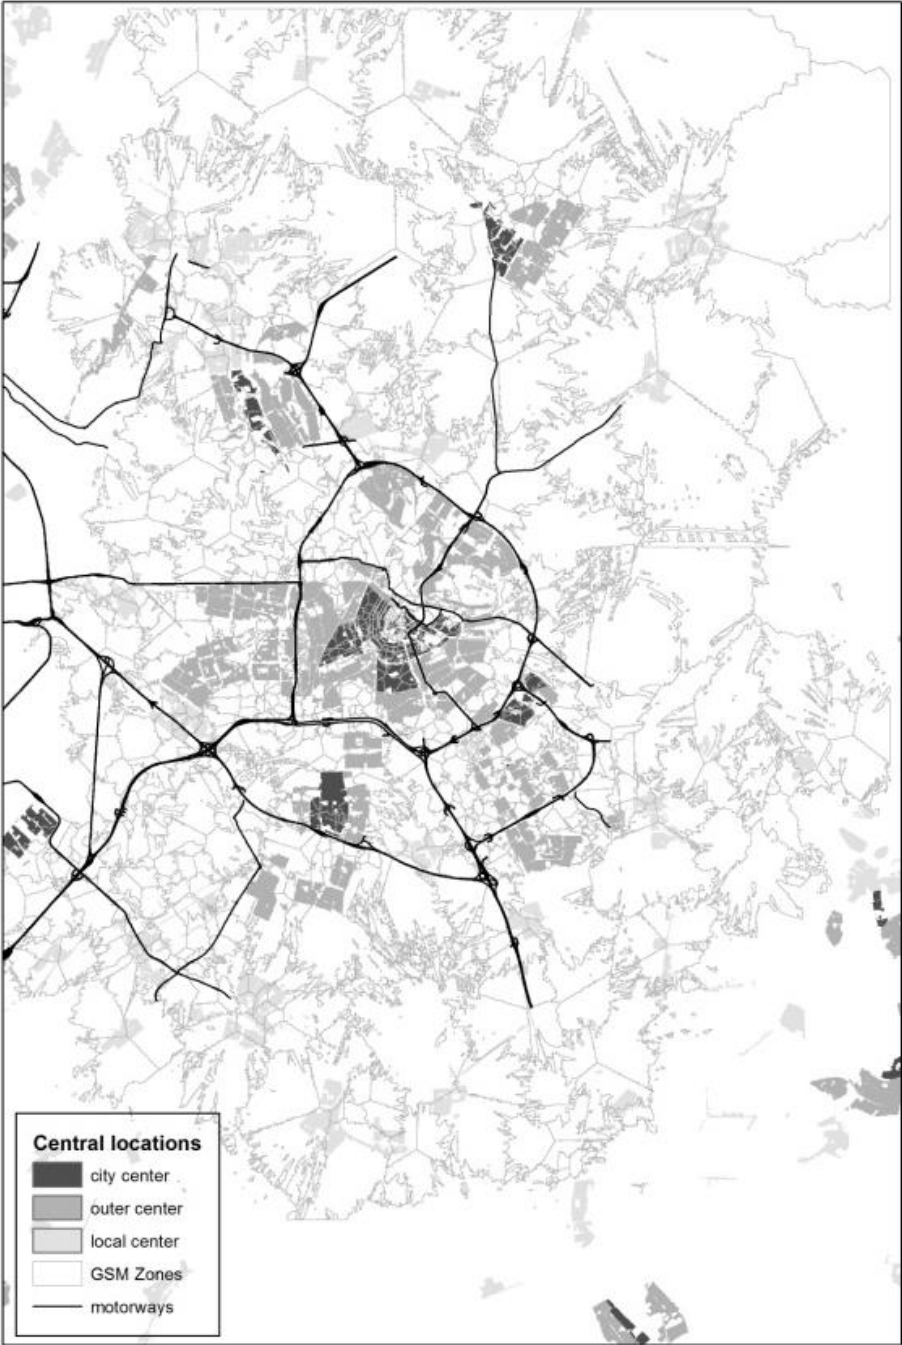 Central locations
city center
outer center
local center
GSM Zones
motorways